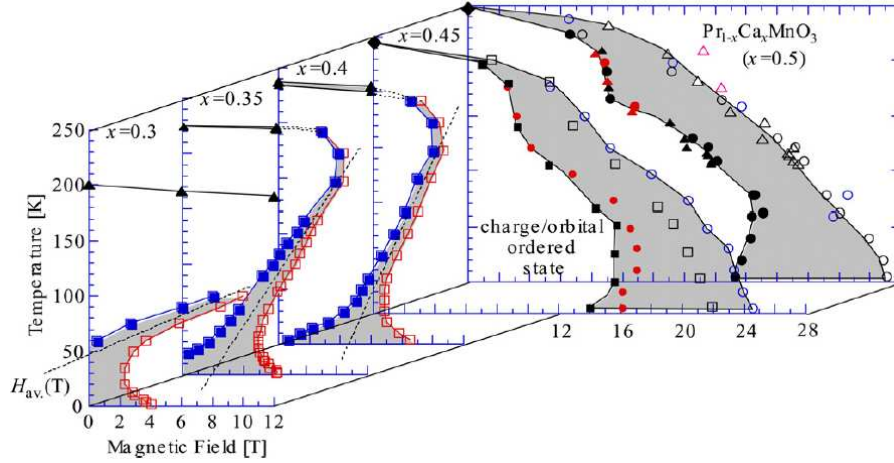 Pr1-xCaxMnO3
(x=0.5)
x=0.45
x=0.4
x=0.35
x=0.3
250
200
150
100
50
0
Temperature [K]
charge/orbital
ordered
state
Hav.(T)
0 2 4 6 8 10 12
12 16 20 24 28
Magnetic Field [T]